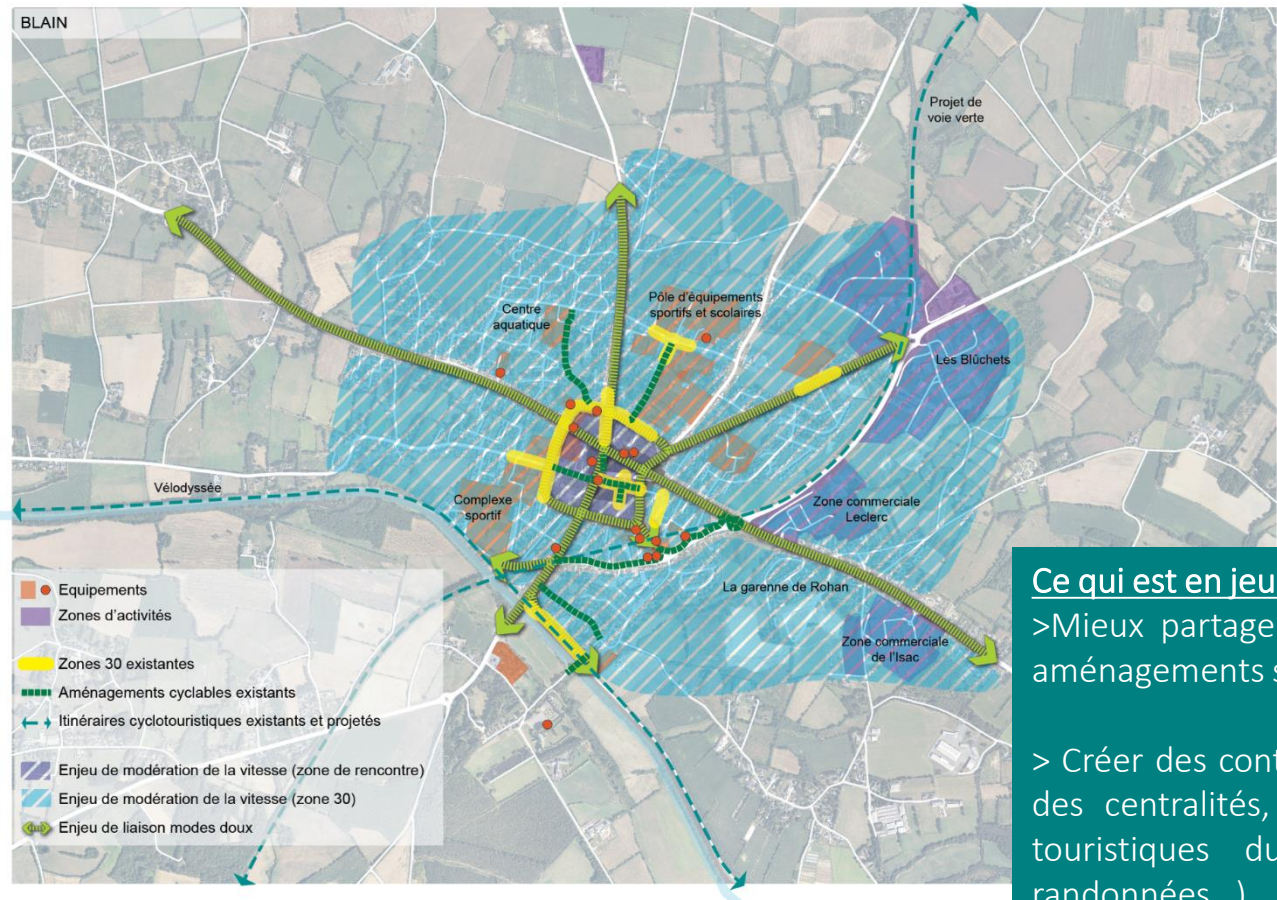 BLAIN
Projet de
voie verte
Centre
aquatique
Pôle d'équipements
sportifs et scolaires
Les Blûchets
Vélodyssée
Complexe
sportif
Zone commerciale
Leclerc
La garenne de Rohan
Zone commerciale
de l'Isac
Equipements
Zones d'activités
Zones 30 existantes
Aménagements cyclables existants
Itinéraires cyclotouristiques existants et projetés
Enjeu de modération de la vitesse (zone de rencontre)
Enjeu de modération de la vitesse (zone 30)
Enjeu de liaison modes doux
Ce qui est en jeu
>Mieux partage
aménagements s
> Créer des cont
des centralités,
touristiques du
randonnées...)